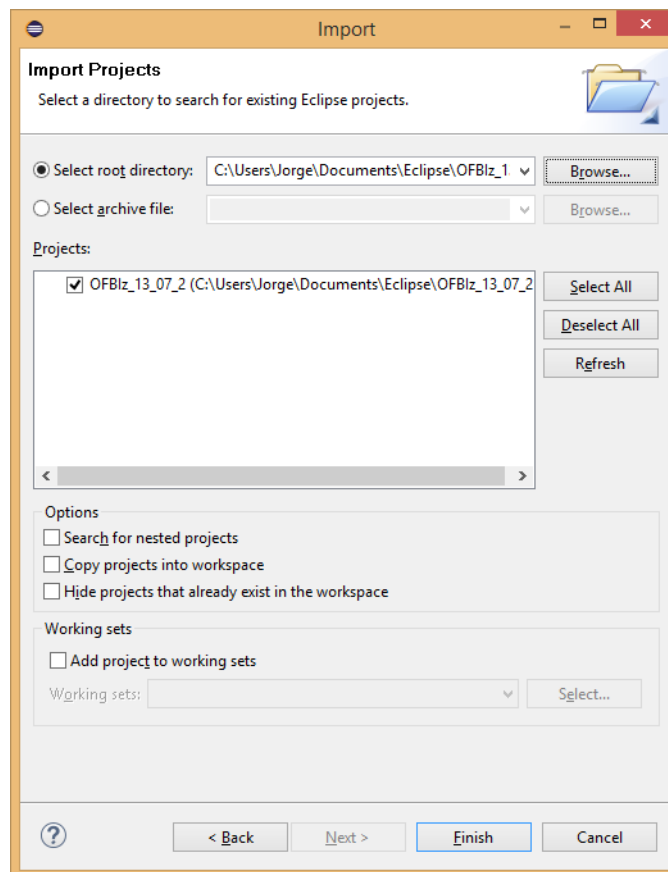 Import
Import Projects
Select a directory to search for existing Eclipse projects.
Select root directory: C:\Users\Jorge\Documents\Eclipse\OFBIz_1 Browse...
Select archive file: Browse...
Projects:
OFBIz_13_07_2 (C:\Users\Jorge\Documents\Eclipse\OFBIz_13_07_2
Select All
Deselect All
Refresh
Options
Search for nested projects
Copy projects into workspace
Hide projects that already exist in the workspace
Working sets
Add project to working sets
Working sets: Select...
? < Back Next > Finish Cancel